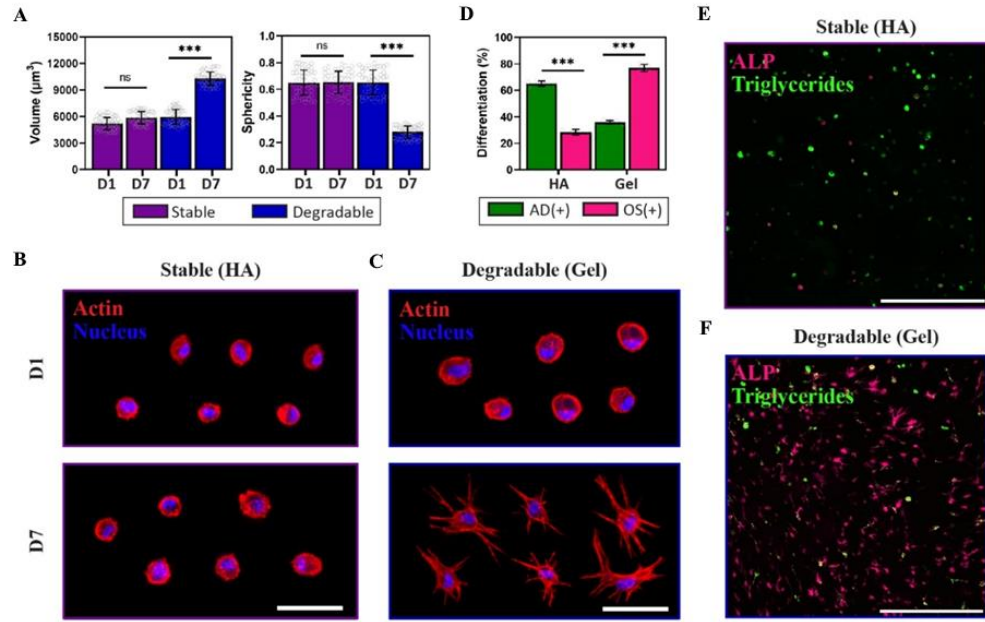 A
Volume (µm³)
15000
12000
9000
6000
3000
0
ns
***
D1
D7
D1
D7
Sphericity
1.2
1.0
0.8
0.6
0.4
0.2
0.0
ns
***
D1
D7
D1
D7
Stable
Degradable
D
Differentiation (%)
100
80
60
40
20
0
***
***
HA
Gel
AD(+)
OS(+)
B
Stable (HA)
D1
Actin
Nucleus
D7
C
Degradable (Gel)
Actin
Nucleus
E
Stable (HA)
ALP
Triglycerides
F
Degradable (Gel)
ALP
Triglycerides